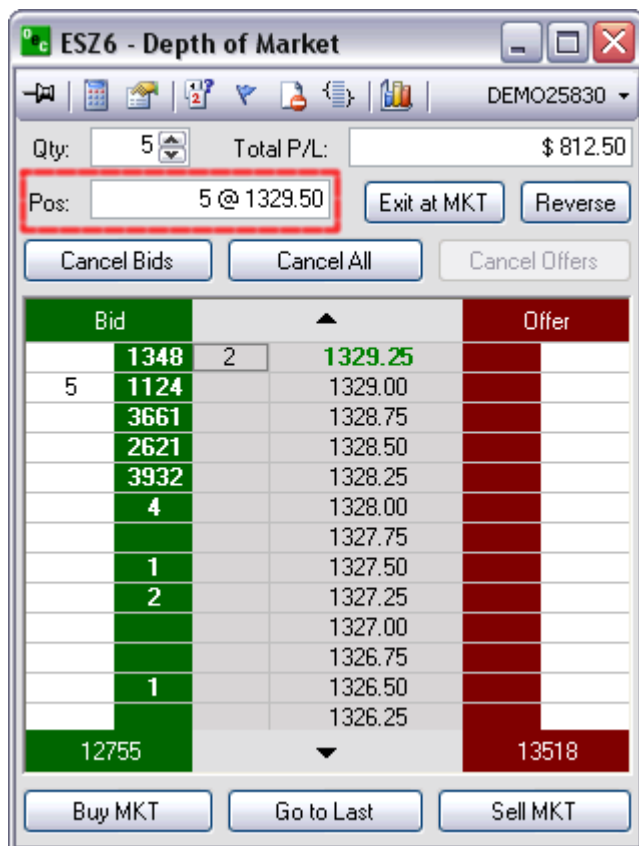 Oec ESZ6 - Depth of Market
2? DEMO25830
Qty: 5 Total P/L: $ 812.50
Pos: 5 @ 1329.50 Exit at MKT Reverse
Cancel Bids Cancel All Cancel Offers
Bid Offer
1348 2 1329.25
5 1124 1329.00
3661 1328.75
2621 1328.50
3932 1328.25
4 1328.00
1327.75
1 1327.50
2 1327.25
1327.00
1326.75
1 1326.50
1326.25
12755 13518
Buy MKT Go to Last Sell MKT